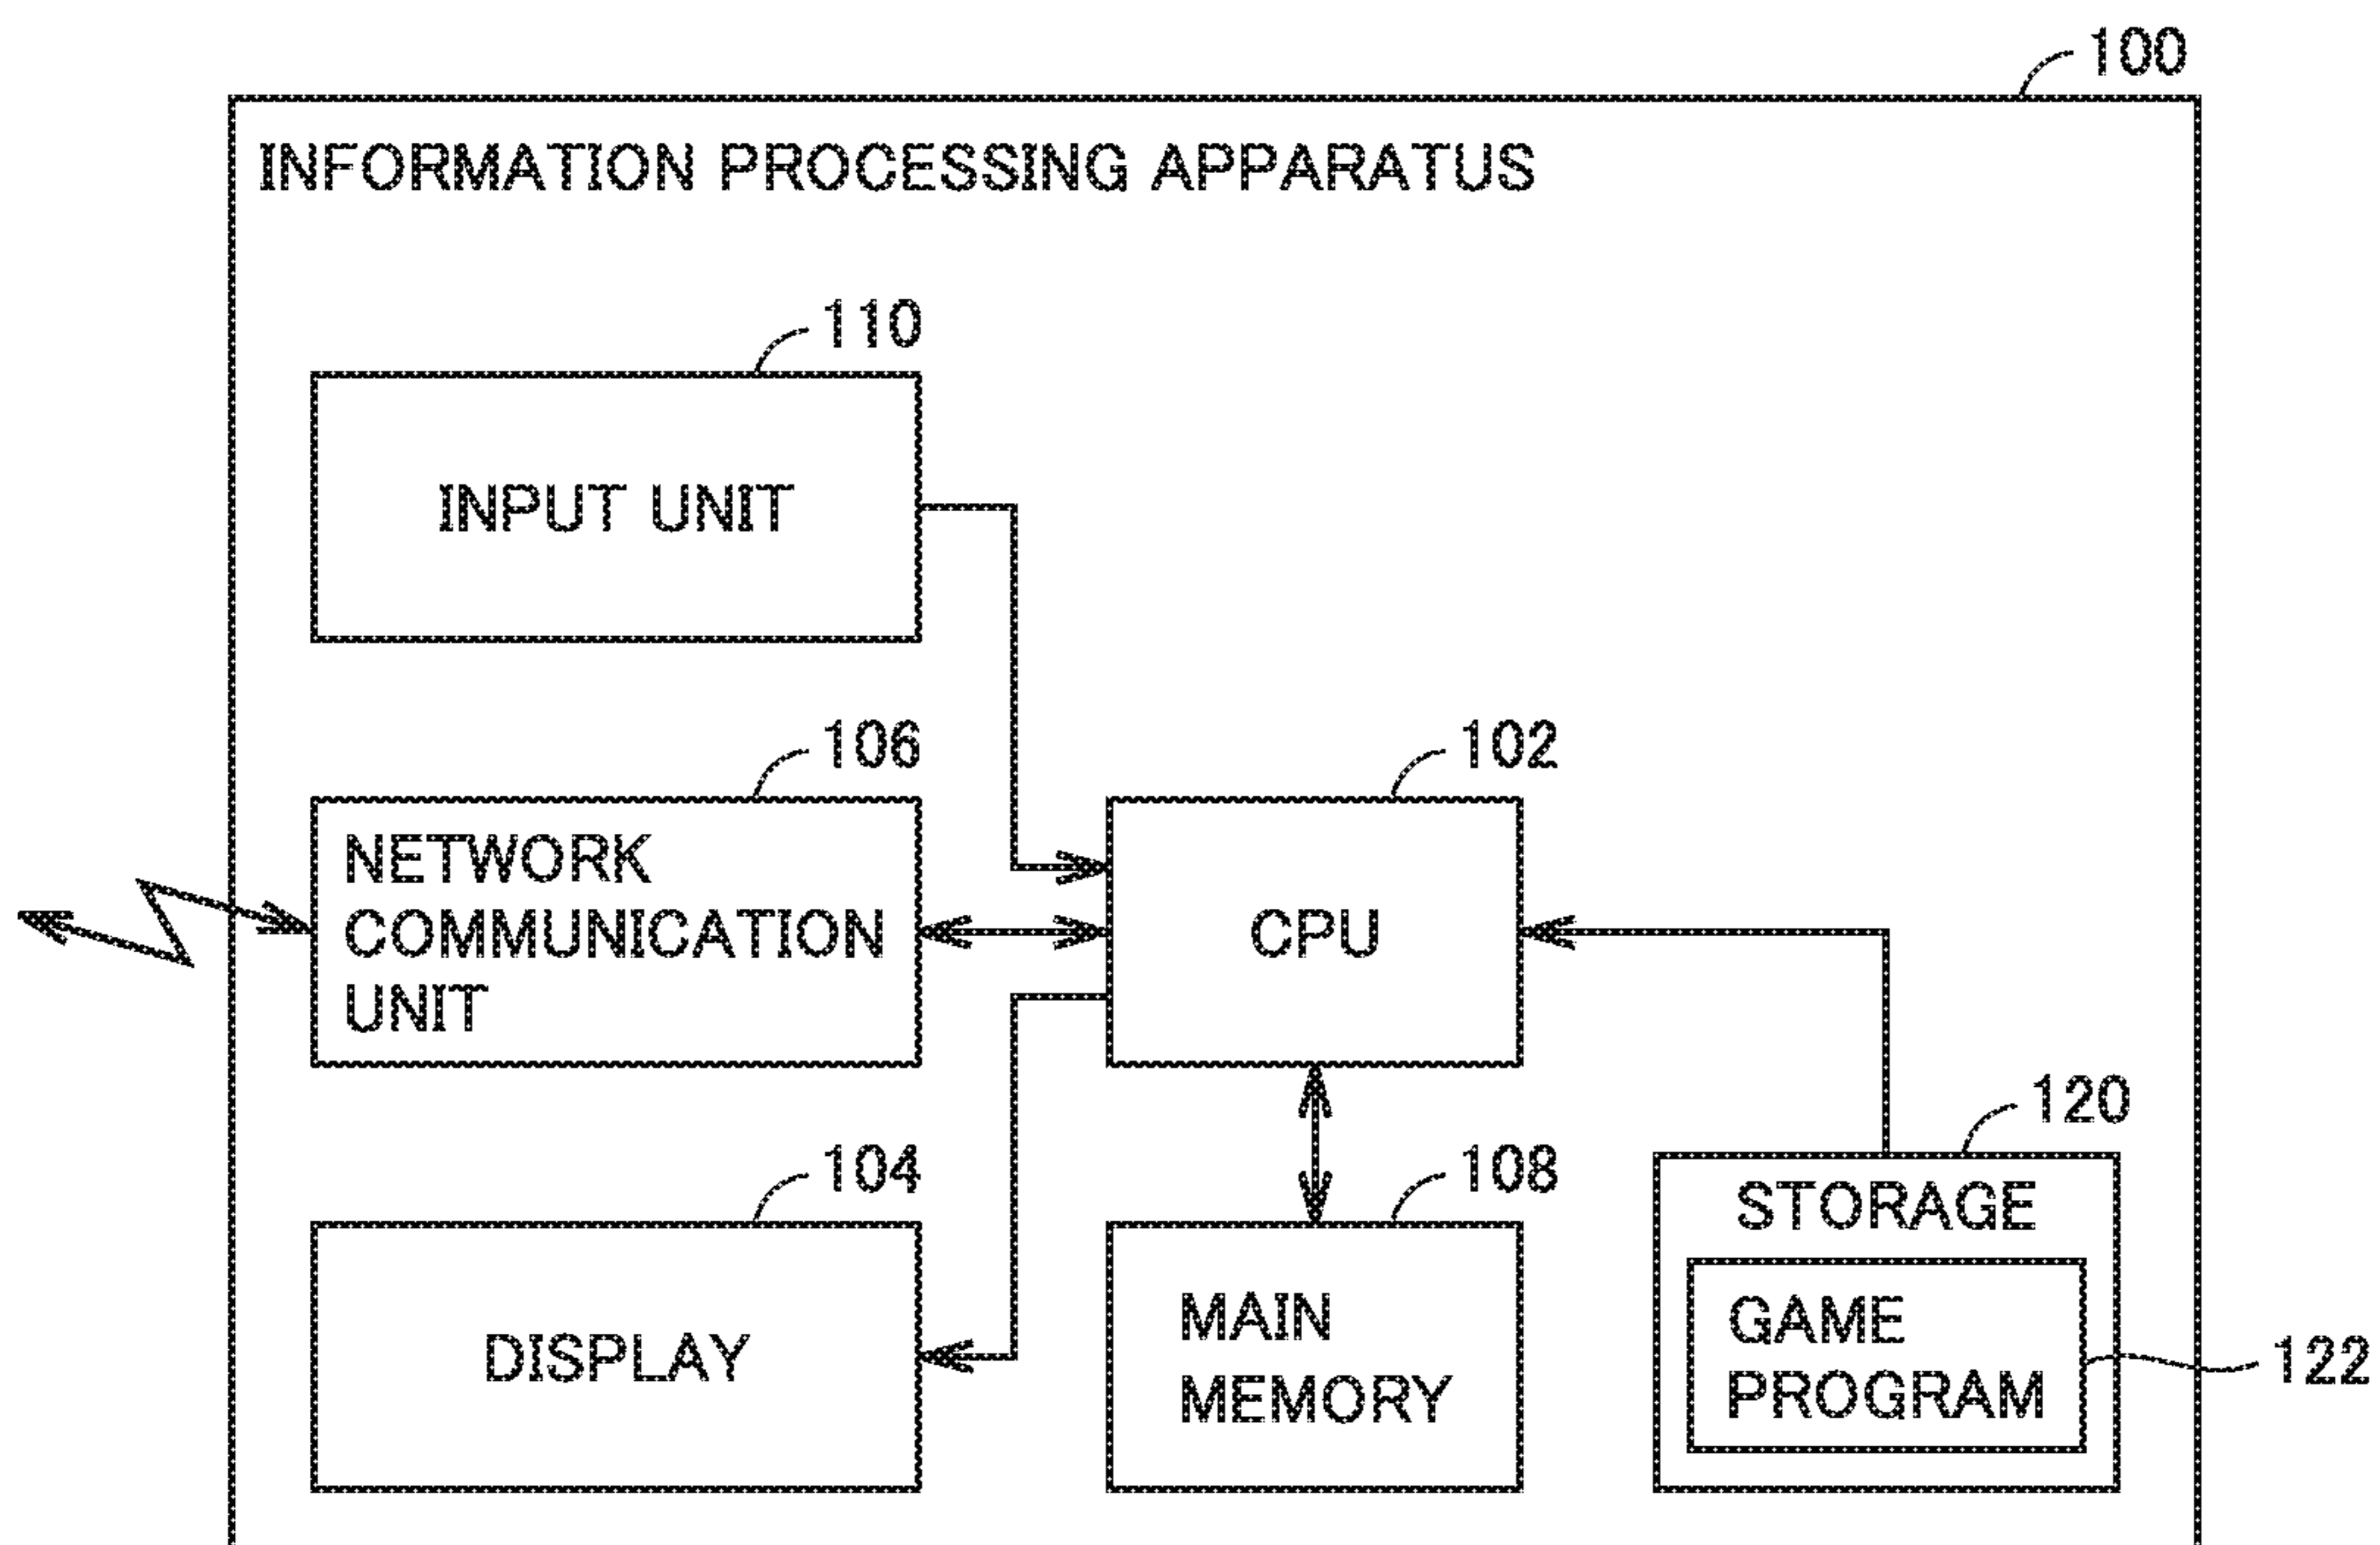 100
INFORMATION PROCESSING APPARATUS
110
INPUT UNIT
106
NETWORK
COMMUNICATION
UNIT
102
CPU
104
DISPLAY
108
MAIN
MEMORY
120
STORAGE
GAME
PROGRAM
122